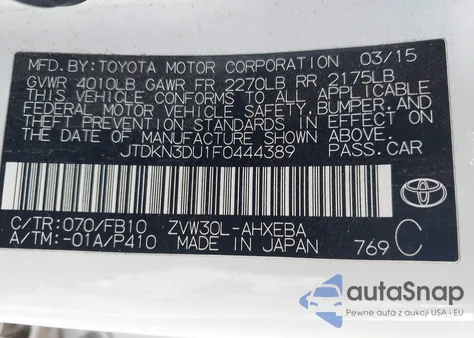 MFD.BY: TOYOTA MOTOR CORPORATION 03/15
GVWR 4010LB GAWR FR 2270LB RR 2175LB
THIS VEHICLE CONFORMS TO ALL APPLICABLE
FEDERAL MOTOR VEHICLE SAFETY, BUMPER, AND
THEFT PREVENTION STANDARDS IN EFFECT ON
THE DATE OF MANUFACTURE SHOWN ABOVE.
JTDKN3DU1F0444389 PASS.CAR
C/TR:070/FB10 ZVW30L-AHXEBA
A/TM:-01A/P410 MADE IN JAPAN 769 C
TOYOTA
autoSnap
Pewne auta z aukcji USA i EU